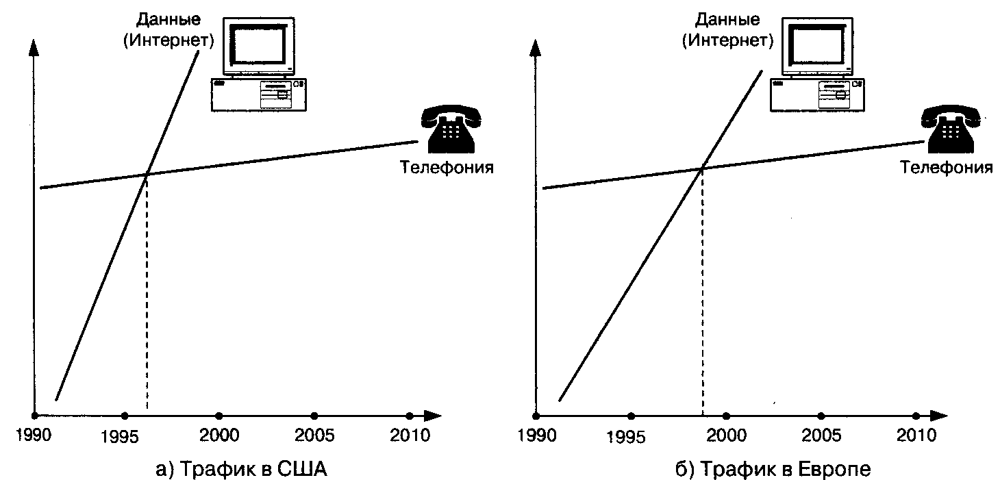 Данные
(Интернет)
Телефония
1990 1995 2000 2005 2010
а) Трафик в США
Данные
(Интернет)
Телефония
1990 1995 2000 2005 2010
б) Трафик в Европе